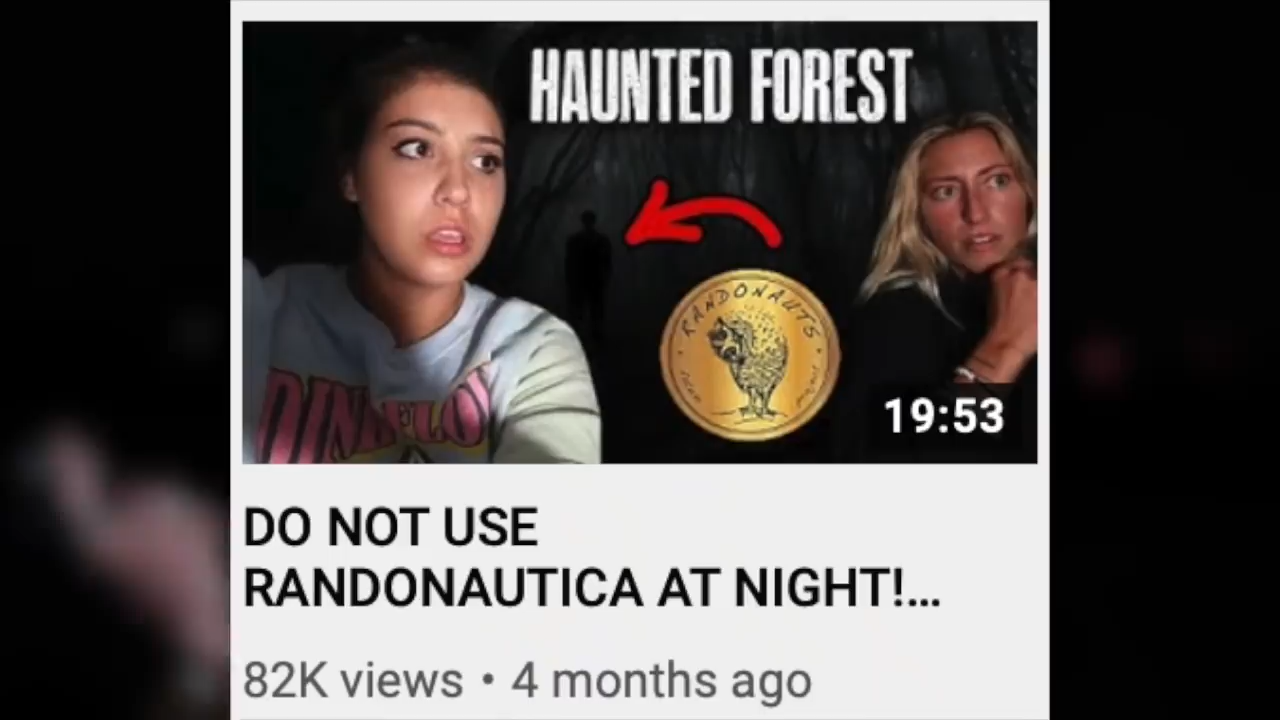 HAUNTED FOREST
RANDONAUTS
19:53
DO NOT USE
RANDONAUTICA AT NIGHT!...
82K views • 4 months ago